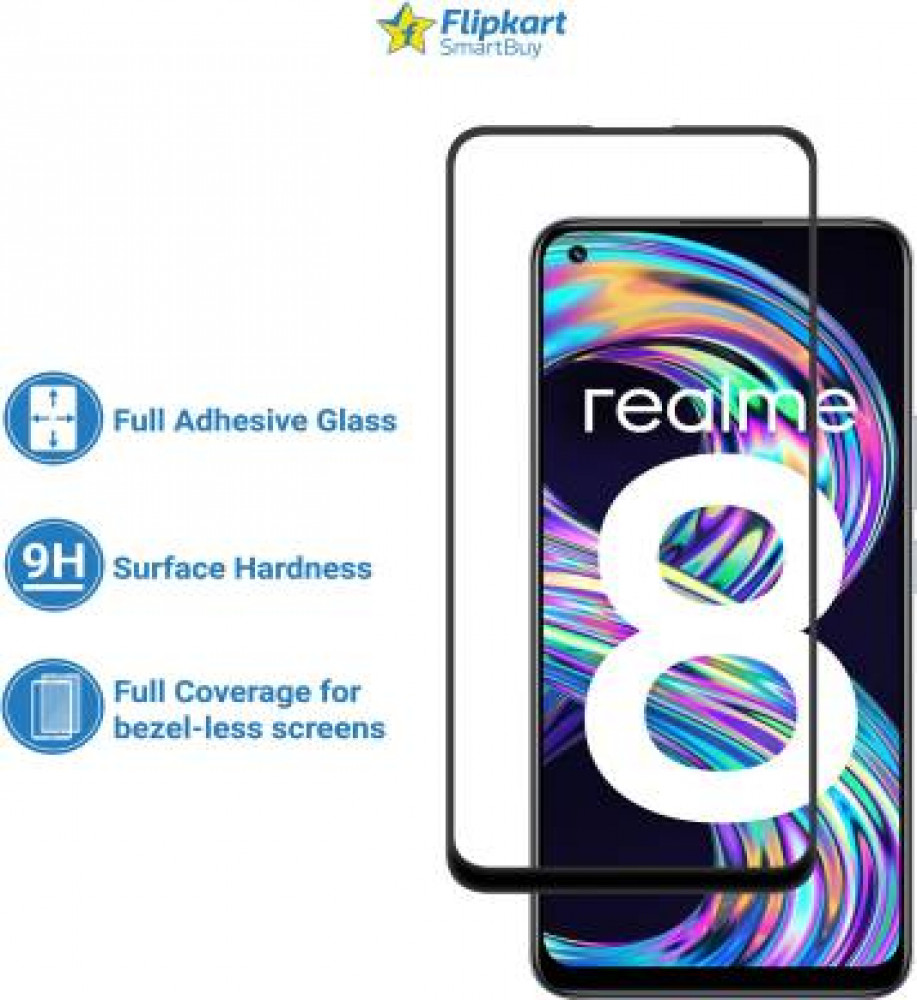 Flipkart
SmartBuy
Full Adhesive Glass
9H
Surface Hardness
Full Coverage for
bezel-less screens
realme
8